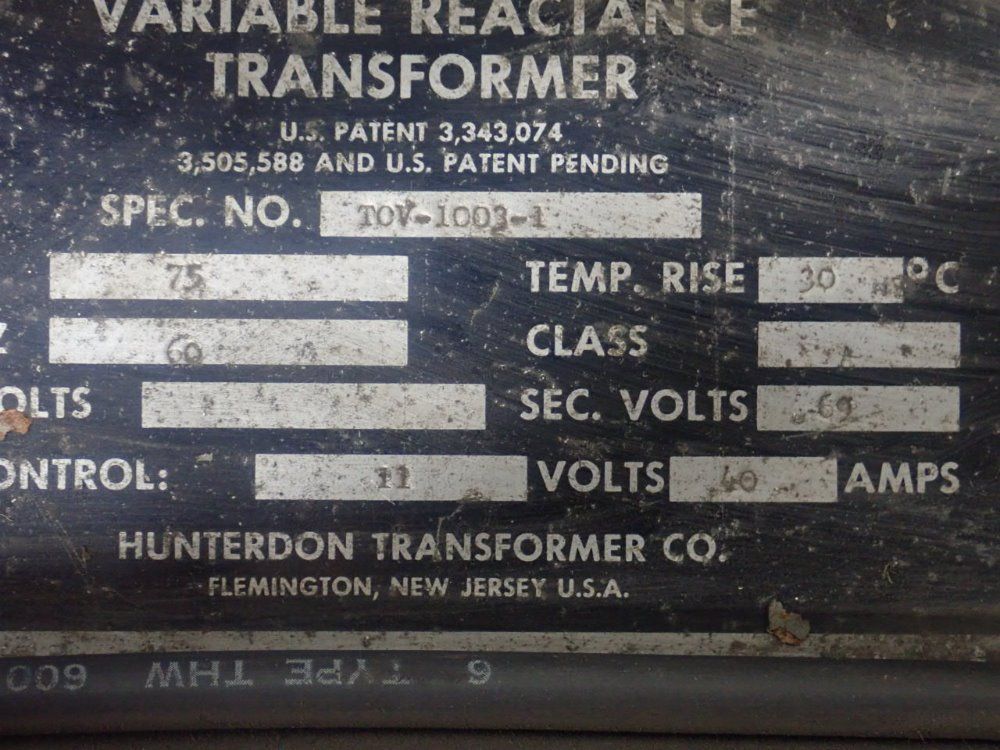 VARIABLE REACTANCE
TRANSFORMER
U.S. PATENT 3,343,074
3,505,588 AND U.S. PATENT PENDING
SPEC. NO. TOV-1003-1
75 TEMP. RISE 30 °C
Z 60 CLASS A
OLTS SEC. VOLTS 69
ONTROL: 11 VOLTS 40 AMPS
HUNTERDON TRANSFORMER CO.
FLEMINGTON, NEW JERSEY U.S.A.
6 TYPE THW 600